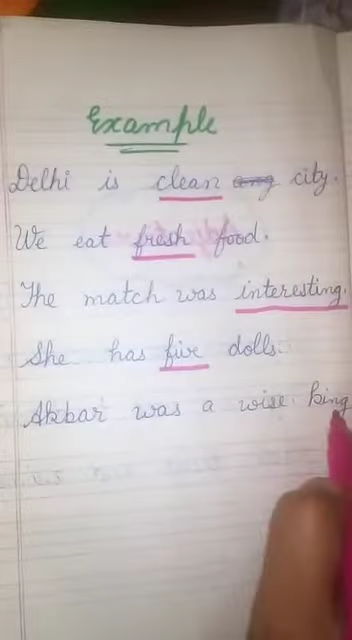 Example
Delhi is clean city.
We eat fresh food.
The match was interesting.
She has five dolls.
Akbar was a wise king